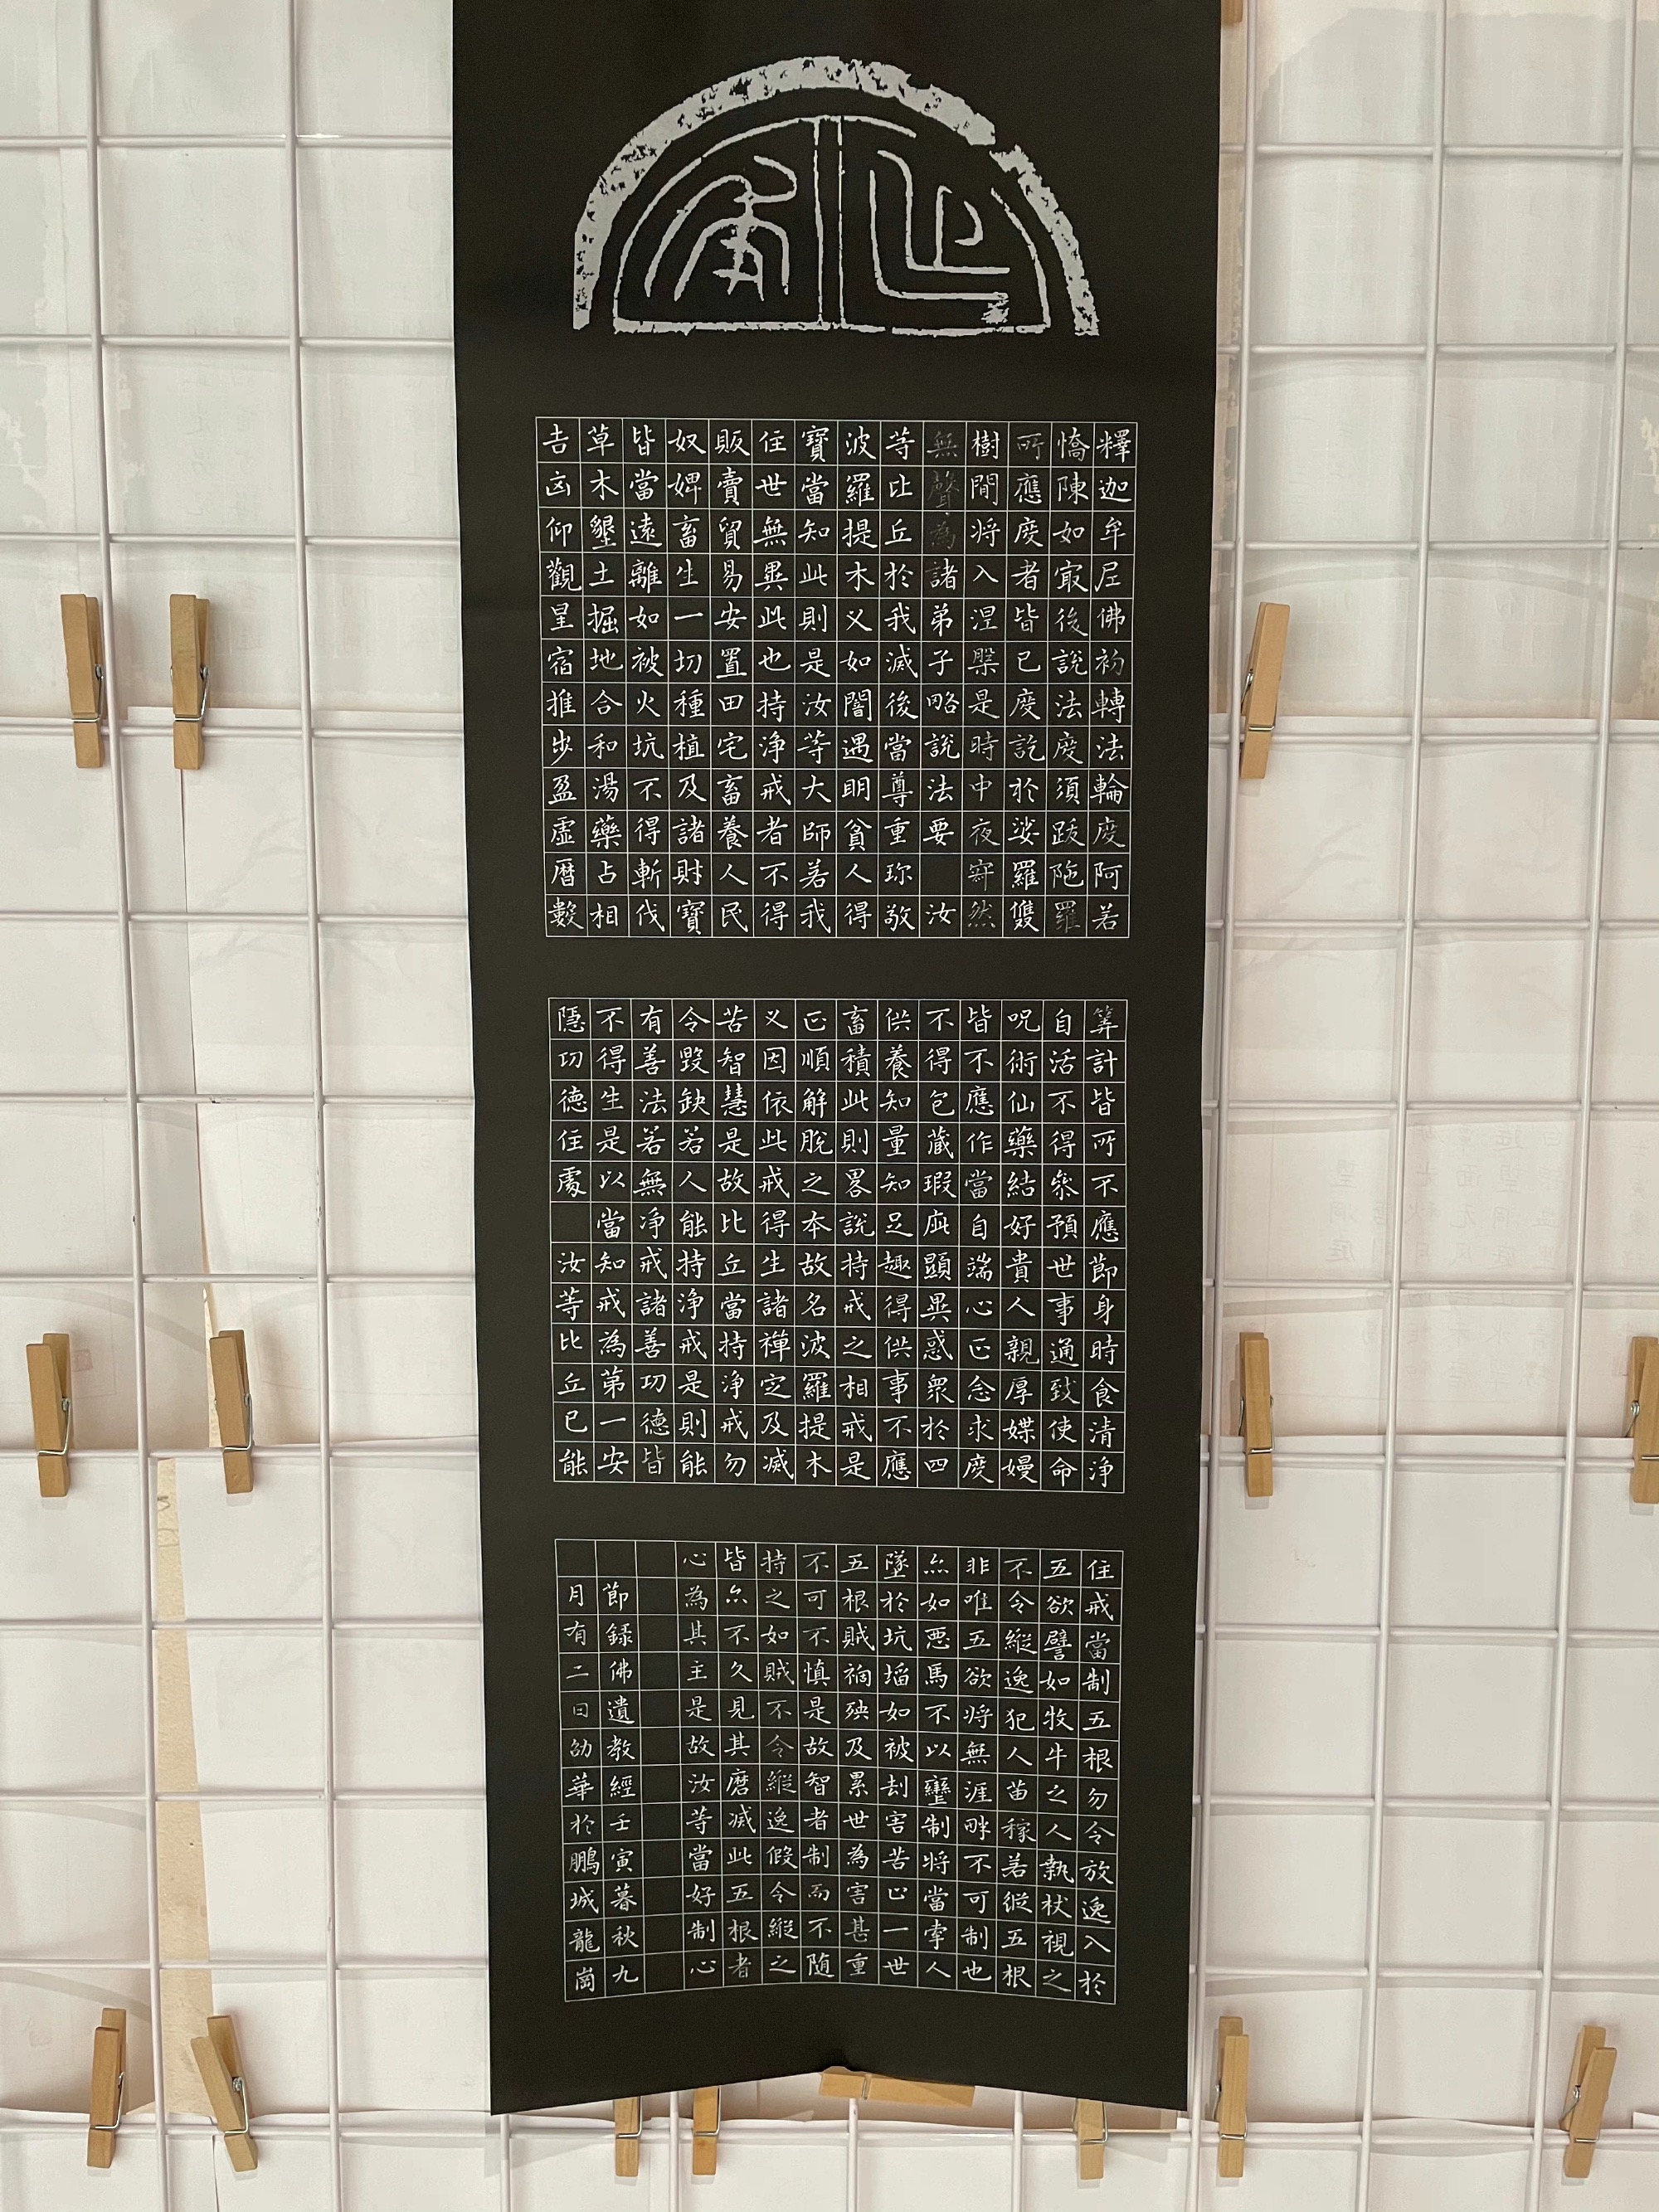 釋迦牟尼佛初轉法輪度阿若
憍陳如㝡後說法度須跋陁羅
所應度者皆已度訖於娑羅雙
樹間將入涅槃是時中夜寂然
無聲為諸弟子略說法要 汝
等比丘於我滅後當尊重珎敬
波羅提木叉如闇遇明貧人得
寶當知此則是汝等大師若我
住世無異此也持淨戒者不得
販賣貿易安置田宅畜養人民
奴婢畜生一切種植及諸財寶
皆當遠離如被火坑不得斬伐
草木墾土掘地合和湯藥占相
吉凶仰觀星宿推步盈虛曆數
筭計皆所不應節身時食清淨
自活不得叅預世事通致使命
呪術仙藥結好貴人親厚媟嫚
皆不應作當自端心正念求度
不得包藏瑕疵顯異惑衆於四
供養知量知足趣得供事不應
畜積此則畧說持戒之相戒是
正順解脫之本故名波羅提木
叉因依此戒得生諸禪定及滅
苦智慧是故比丘當持淨戒勿
令毀缺若人能持淨戒是則能
有善法若無淨戒諸善功德皆
不得生是以當知戒為第一安
隱功德住處 汝等比丘已能
住戒當制五根勿令放逸入於
五欲譬如牧牛之人執杖視之
不令縱逸犯人苗稼若縱五根
非唯五欲將無涯畔不可制也
亦如惡馬不以轡制將當牽人
墜於坑埳如被刦害苦止一世
五根賊禍殃及累世為害甚重
不可不慎是故智者制而不隨
持之如賊不令縱逸假令縱之
皆亦不久見其磨滅此五根者
心為其主是故汝等當好制心
節録佛遺教經壬寅暮秋九
月有二日劬華於鵬城龍崗